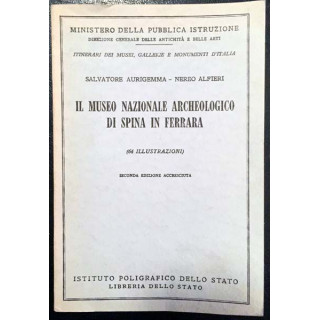 MINISTERO DELLA PUBBLICA ISTRUZIONE
DIREZIONE GENERALE DELLE ANTICHITÀ E BELLE ARTI
ITINERARI DEI MUSEI, GALLERIE E MONUMENTI D'ITALIA
SALVATORE AURIGEMMA - NEREO ALFIERI
IL MUSEO NAZIONALE ARCHEOLOGICO
DI SPINA IN FERRARA
(64 ILLUSTRAZIONI)
SECONDA EDIZIONE ACCRESCIUTA
ISTITUTO POLIGRAFICO DELLO STATO
LIBRERIA DELLO STATO